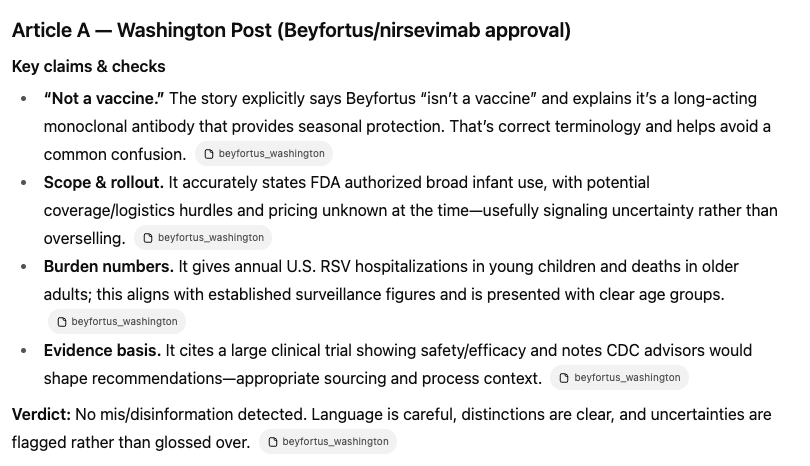 Article A — Washington Post (Beyfortus/nirsevimab approval)
Key claims & checks
• “Not a vaccine.” The story explicitly says Beyfortus “isn’t a vaccine” and explains it’s a long-acting
monoclonal antibody that provides seasonal protection. That’s correct terminology and helps avoid a
common confusion. beyfortus_washington
• Scope & rollout. It accurately states FDA authorized broad infant use, with potential
coverage/logistics hurdles and pricing unknown at the time—usefully signaling uncertainty rather than
overselling. beyfortus_washington
• Burden numbers. It gives annual U.S. RSV hospitalizations in young children and deaths in older
adults; this aligns with established surveillance figures and is presented with clear age groups.
beyfortus_washington
• Evidence basis. It cites a large clinical trial showing safety/efficacy and notes CDC advisors would
shape recommendations—appropriate sourcing and process context. beyfortus_washington
Verdict: No mis/disinformation detected. Language is careful, distinctions are clear, and uncertainties are
flagged rather than glossed over. beyfortus_washington